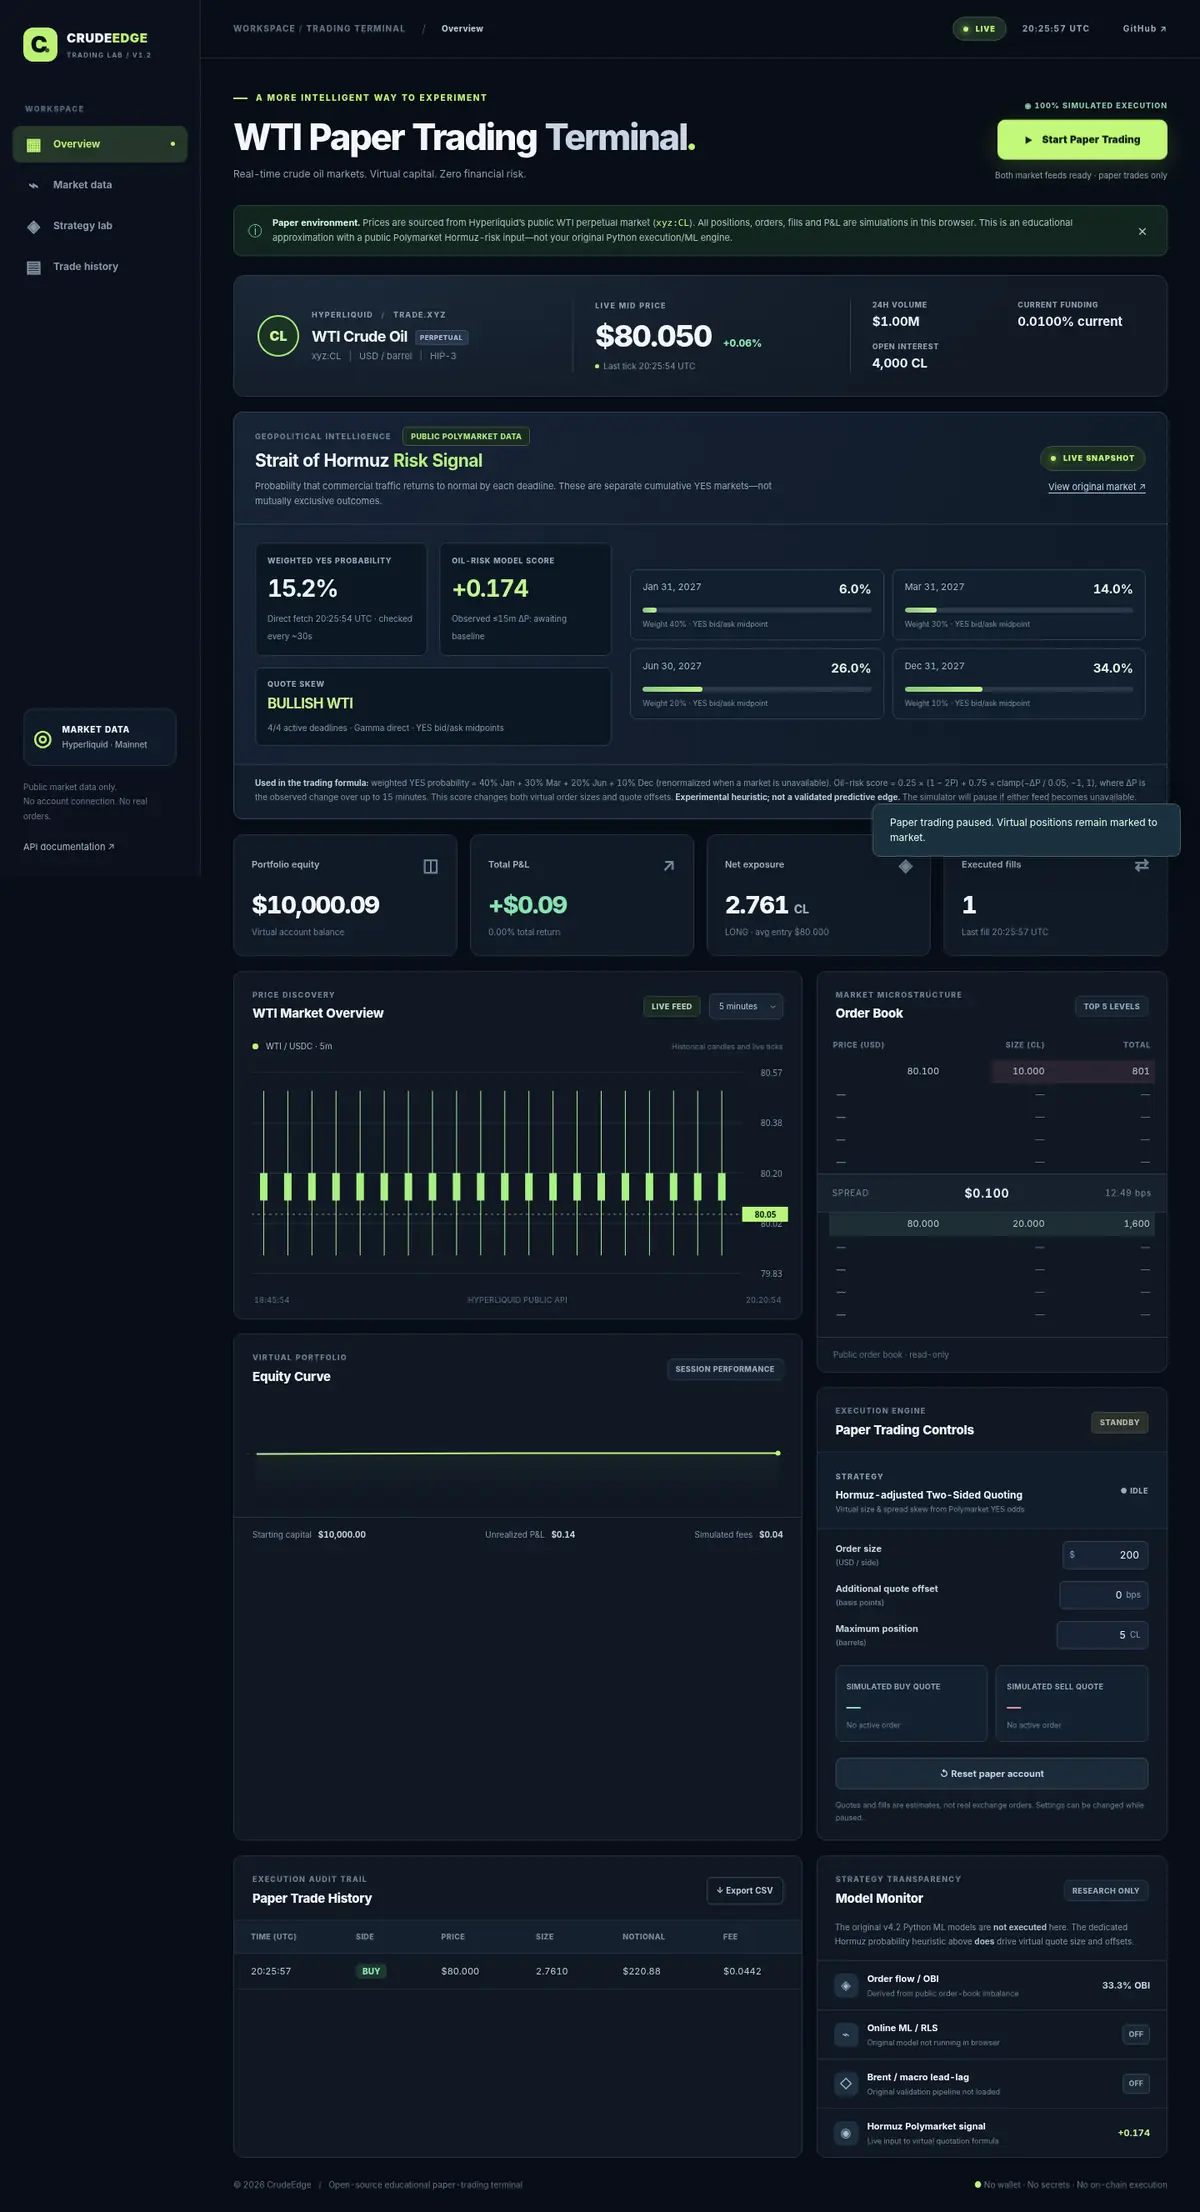 CRUDEEDGE
TRADING LAB / V1.2
WORKSPACE
Overview
Market data
Strategy lab
Trade history
MARKET DATA
Hyperliquid · Mainnet
Public market data only.
No account connection. No real
orders.
API documentation ↗
WORKSPACE / TRADING TERMINAL / Overview
LIVE
20:25:57 UTC
GitHub ↗
A MORE INTELLIGENT WAY TO EXPERIMENT
WTI Paper Trading Terminal.
Real-time crude oil markets. Virtual capital. Zero financial risk.
100% SIMULATED EXECUTION
Start Paper Trading
Both market feeds ready · paper trades only
Paper environment. Prices are sourced from Hyperliquid's public WTI perpetual market (xyz:CL). All positions, orders, fills and P&L are simulations in this browser. This is an educational
approximation with a public Polymarket Hormuz-risk input—not your original Python execution/ML engine.
CL
HYPERLIQUID / TRADE.XYZ
WTI Crude Oil PERPETUAL
xyz:CL | USD / barrel | HIP-3
LIVE MID PRICE
$80.050 +0.06%
Last tick 20:25:54 UTC
24H VOLUME
$1.00M
CURRENT FUNDING
0.0100% current
OPEN INTEREST
4,000 CL
GEOPOLITICAL INTELLIGENCE PUBLIC POLYMARKET DATA
Strait of Hormuz Risk Signal
Probability that commercial traffic returns to normal by each deadline. These are separate cumulative YES markets—not
mutually exclusive outcomes.
LIVE SNAPSHOT
View original market ↗
WEIGHTED YES PROBABILITY
15.2%
Direct fetch 20:25:54 UTC · checked
every ~30s
OIL-RISK MODEL SCORE
+0.174
Observed ≤15m ΔP: awaiting
baseline
QUOTE SKEW
BULLISH WTI
4/4 active deadlines · Gamma direct · YES bid/ask midpoints
Jan 31, 2027 6.0%
Weight 40% · YES bid/ask midpoint
Mar 31, 2027 14.0%
Weight 30% · YES bid/ask midpoint
Jun 30, 2027 26.0%
Weight 20% · YES bid/ask midpoint
Dec 31, 2027 34.0%
Weight 10% · YES bid/ask midpoint
Used in the trading formula: weighted YES probability = 40% Jan + 30% Mar + 20% Jun + 10% Dec (renormalized when a market is unavailable). Oil-risk score = 0.25 × (1 − 2P) + 0.75 × clamp(−ΔP / 0.05, −1, 1), where ΔP is
the observed change over up to 15 minutes. This score changes both virtual order sizes and quote offsets. Experimental heuristic; not a validated predictive edge. The simulator will pause if either feed becomes unavailable.
Paper trading paused. Virtual positions remain marked to
market.
Portfolio equity
$10,000.09
Virtual account balance
Total P&L
+$0.09
0.00% total return
Net exposure
2.761 CL
LONG · avg entry $80.000
Executed fills
1
Last fill 20:25:57 UTC
PRICE DISCOVERY
WTI Market Overview
LIVE FEED
5 minutes
WTI / USDC · 5m
Historical candles and live ticks
80.57
80.38
80.20
80.05
80.02
79.83
18:45:54
HYPERLIQUID PUBLIC API
20:20:54
MARKET MICROSTRUCTURE
Order Book
TOP 5 LEVELS
PRICE (USD) SIZE (CL) TOTAL
80.100 10.000 801
— — —
— — —
— — —
— — —
SPREAD $0.100 12.49 bps
80.000 20.000 1,600
— — —
— — —
— — —
— — —
Public order book · read-only
VIRTUAL PORTFOLIO
Equity Curve
SESSION PERFORMANCE
Starting capital $10,000.00
Unrealized P&L $0.14
Simulated fees $0.04
EXECUTION ENGINE
Paper Trading Controls
STANDBY
STRATEGY
Hormuz-adjusted Two-Sided Quoting
Virtual size & spread skew from Polymarket YES odds
IDLE
Order size
(USD / side)
$ 200
Additional quote offset
(basis points)
0 bps
Maximum position
(barrels)
5 CL
SIMULATED BUY QUOTE
—
No active order
SIMULATED SELL QUOTE
—
No active order
Reset paper account
Quotes and fills are estimates, not real exchange orders. Settings can be changed while
paused.
EXECUTION AUDIT TRAIL
Paper Trade History
↓ Export CSV
TIME (UTC) SIDE PRICE SIZE NOTIONAL FEE
20:25:57 BUY $80.000 2.7610 $220.88 $0.0442
STRATEGY TRANSPARENCY
Model Monitor
RESEARCH ONLY
The original v4.2 Python ML models are not executed here. The dedicated
Hormuz probability heuristic above does drive virtual quote size and offsets.
Order flow / OBI
Derived from public order-book imbalance
33.3% OBI
Online ML / RLS
Original model not running in browser
OFF
Brent / macro lead-lag
Original validation pipeline not loaded
OFF
Hormuz Polymarket signal
Live input to virtual quotation formula
+0.174
© 2026 CrudeEdge / Open-source educational paper-trading terminal
No wallet · No secrets · No on-chain execution